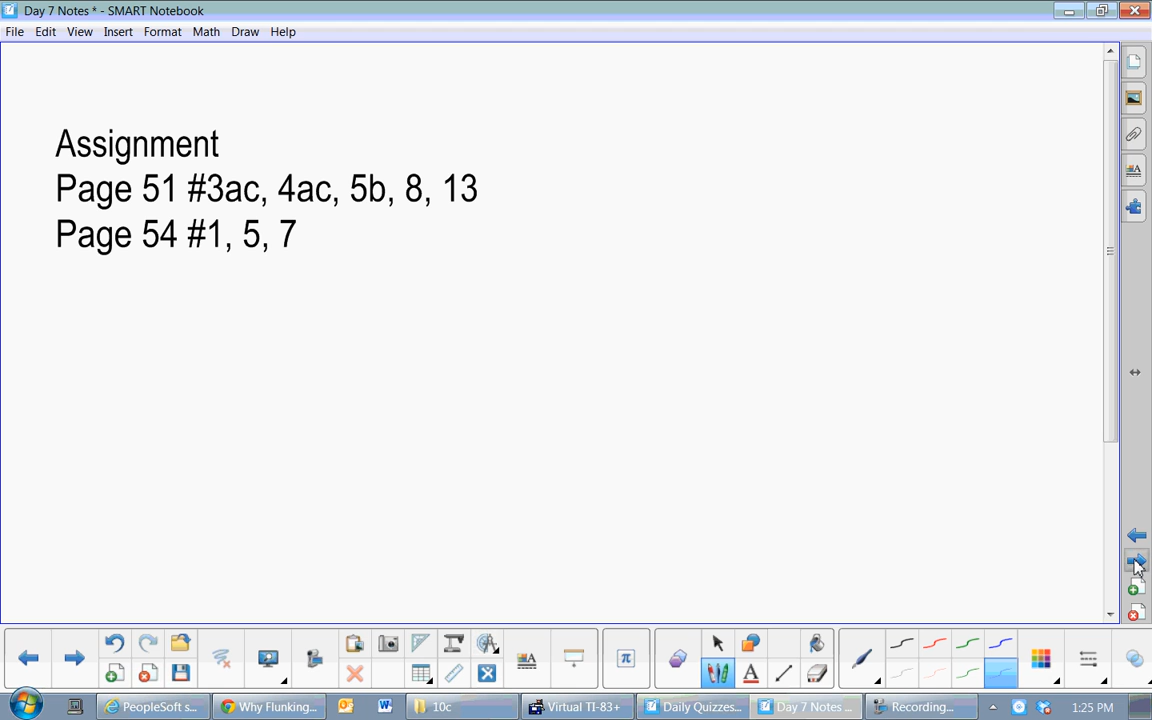 Day 7 Notes * - SMART Notebook
File Edit View Insert Format Math Draw Help
Assignment
Page 51 #3ac, 4ac, 5b, 8, 13
Page 54 #1, 5, 7
PeopleSoft s... Why Flunking... 10c Virtual TI-83+ Daily Quizzes... Day 7 Notes ... Recording... 1:25 PM